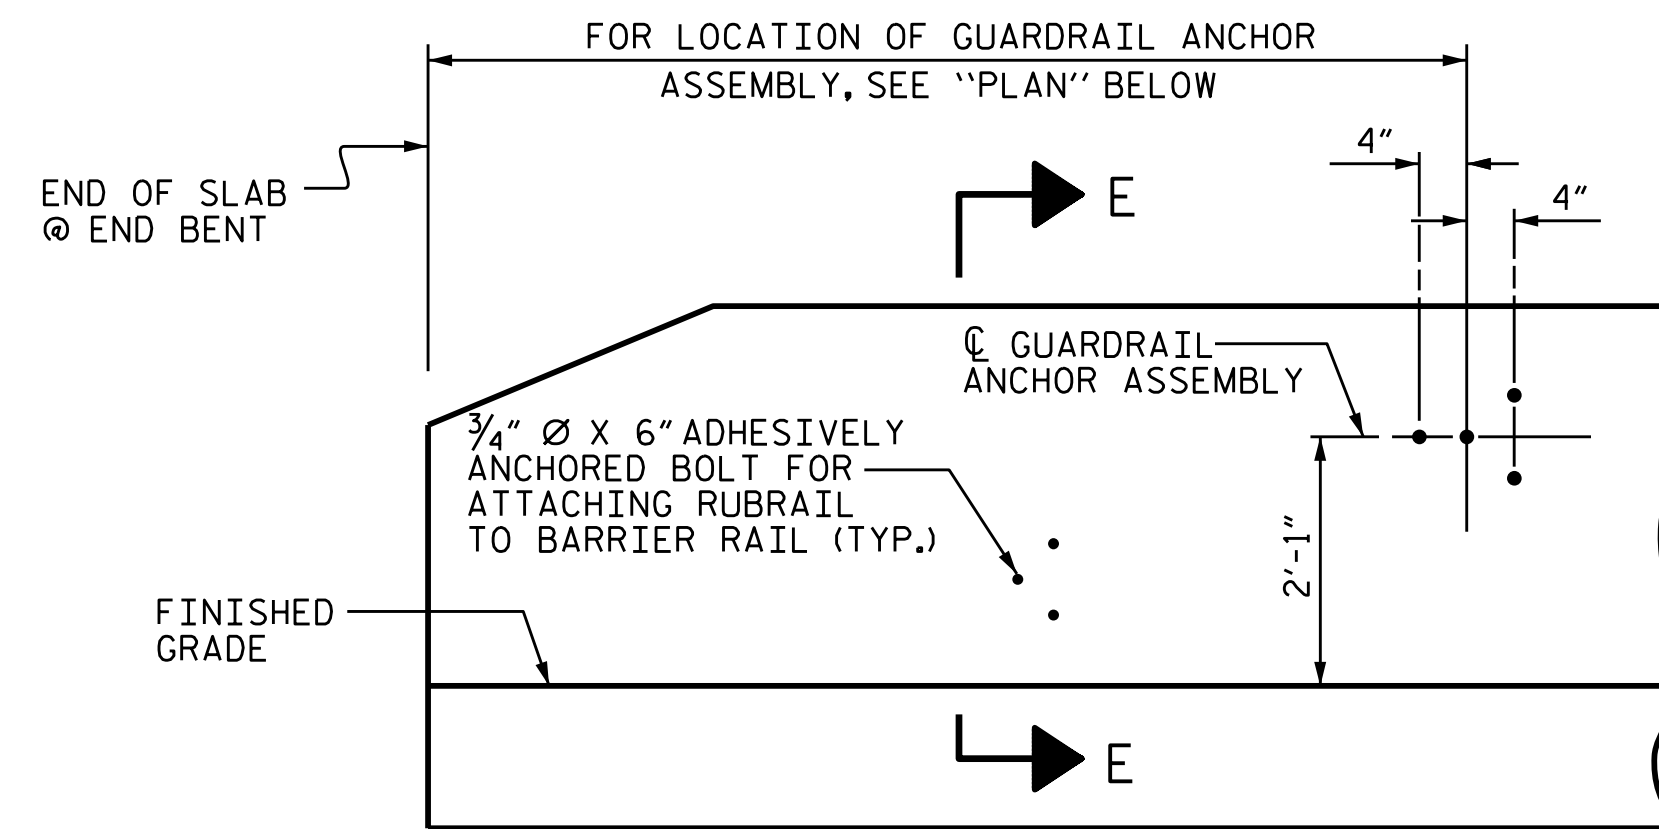 FOR LOCATION OF GUARDRAIL ANCHOR
ASSEMBLY, SEE "PLAN" BELOW
4"
4"
END OF SLAB
@ END BENT
E
℄ GUARDRAIL
ANCHOR ASSEMBLY
3/4" Ø X 6" ADHESIVELY
ANCHORED BOLT FOR
ATTACHING RUBRAIL
TO BARRIER RAIL (TYP.)
2'-1"
FINISHED
GRADE
E